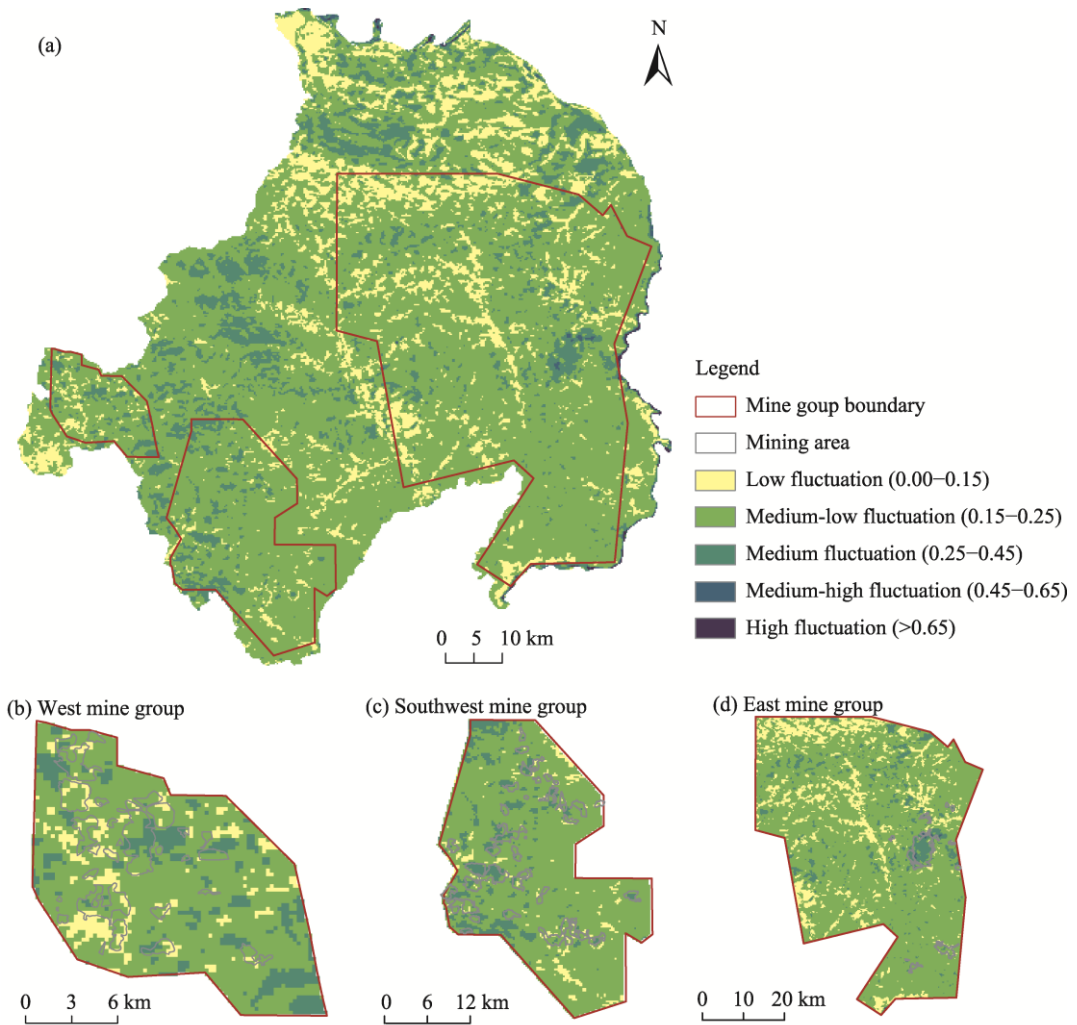 (a)
N
Legend
Mine goup boundary
Mining area
Low fluctuation (0.00−0.15)
Medium-low fluctuation (0.15−0.25)
Medium fluctuation (0.25−0.45)
Medium-high fluctuation (0.45−0.65)
High fluctuation (>0.65)
0 5 10 km
(b) West mine group
(c) Southwest mine group
(d) East mine group
0 3 6 km
0 6 12 km
0 10 20 km